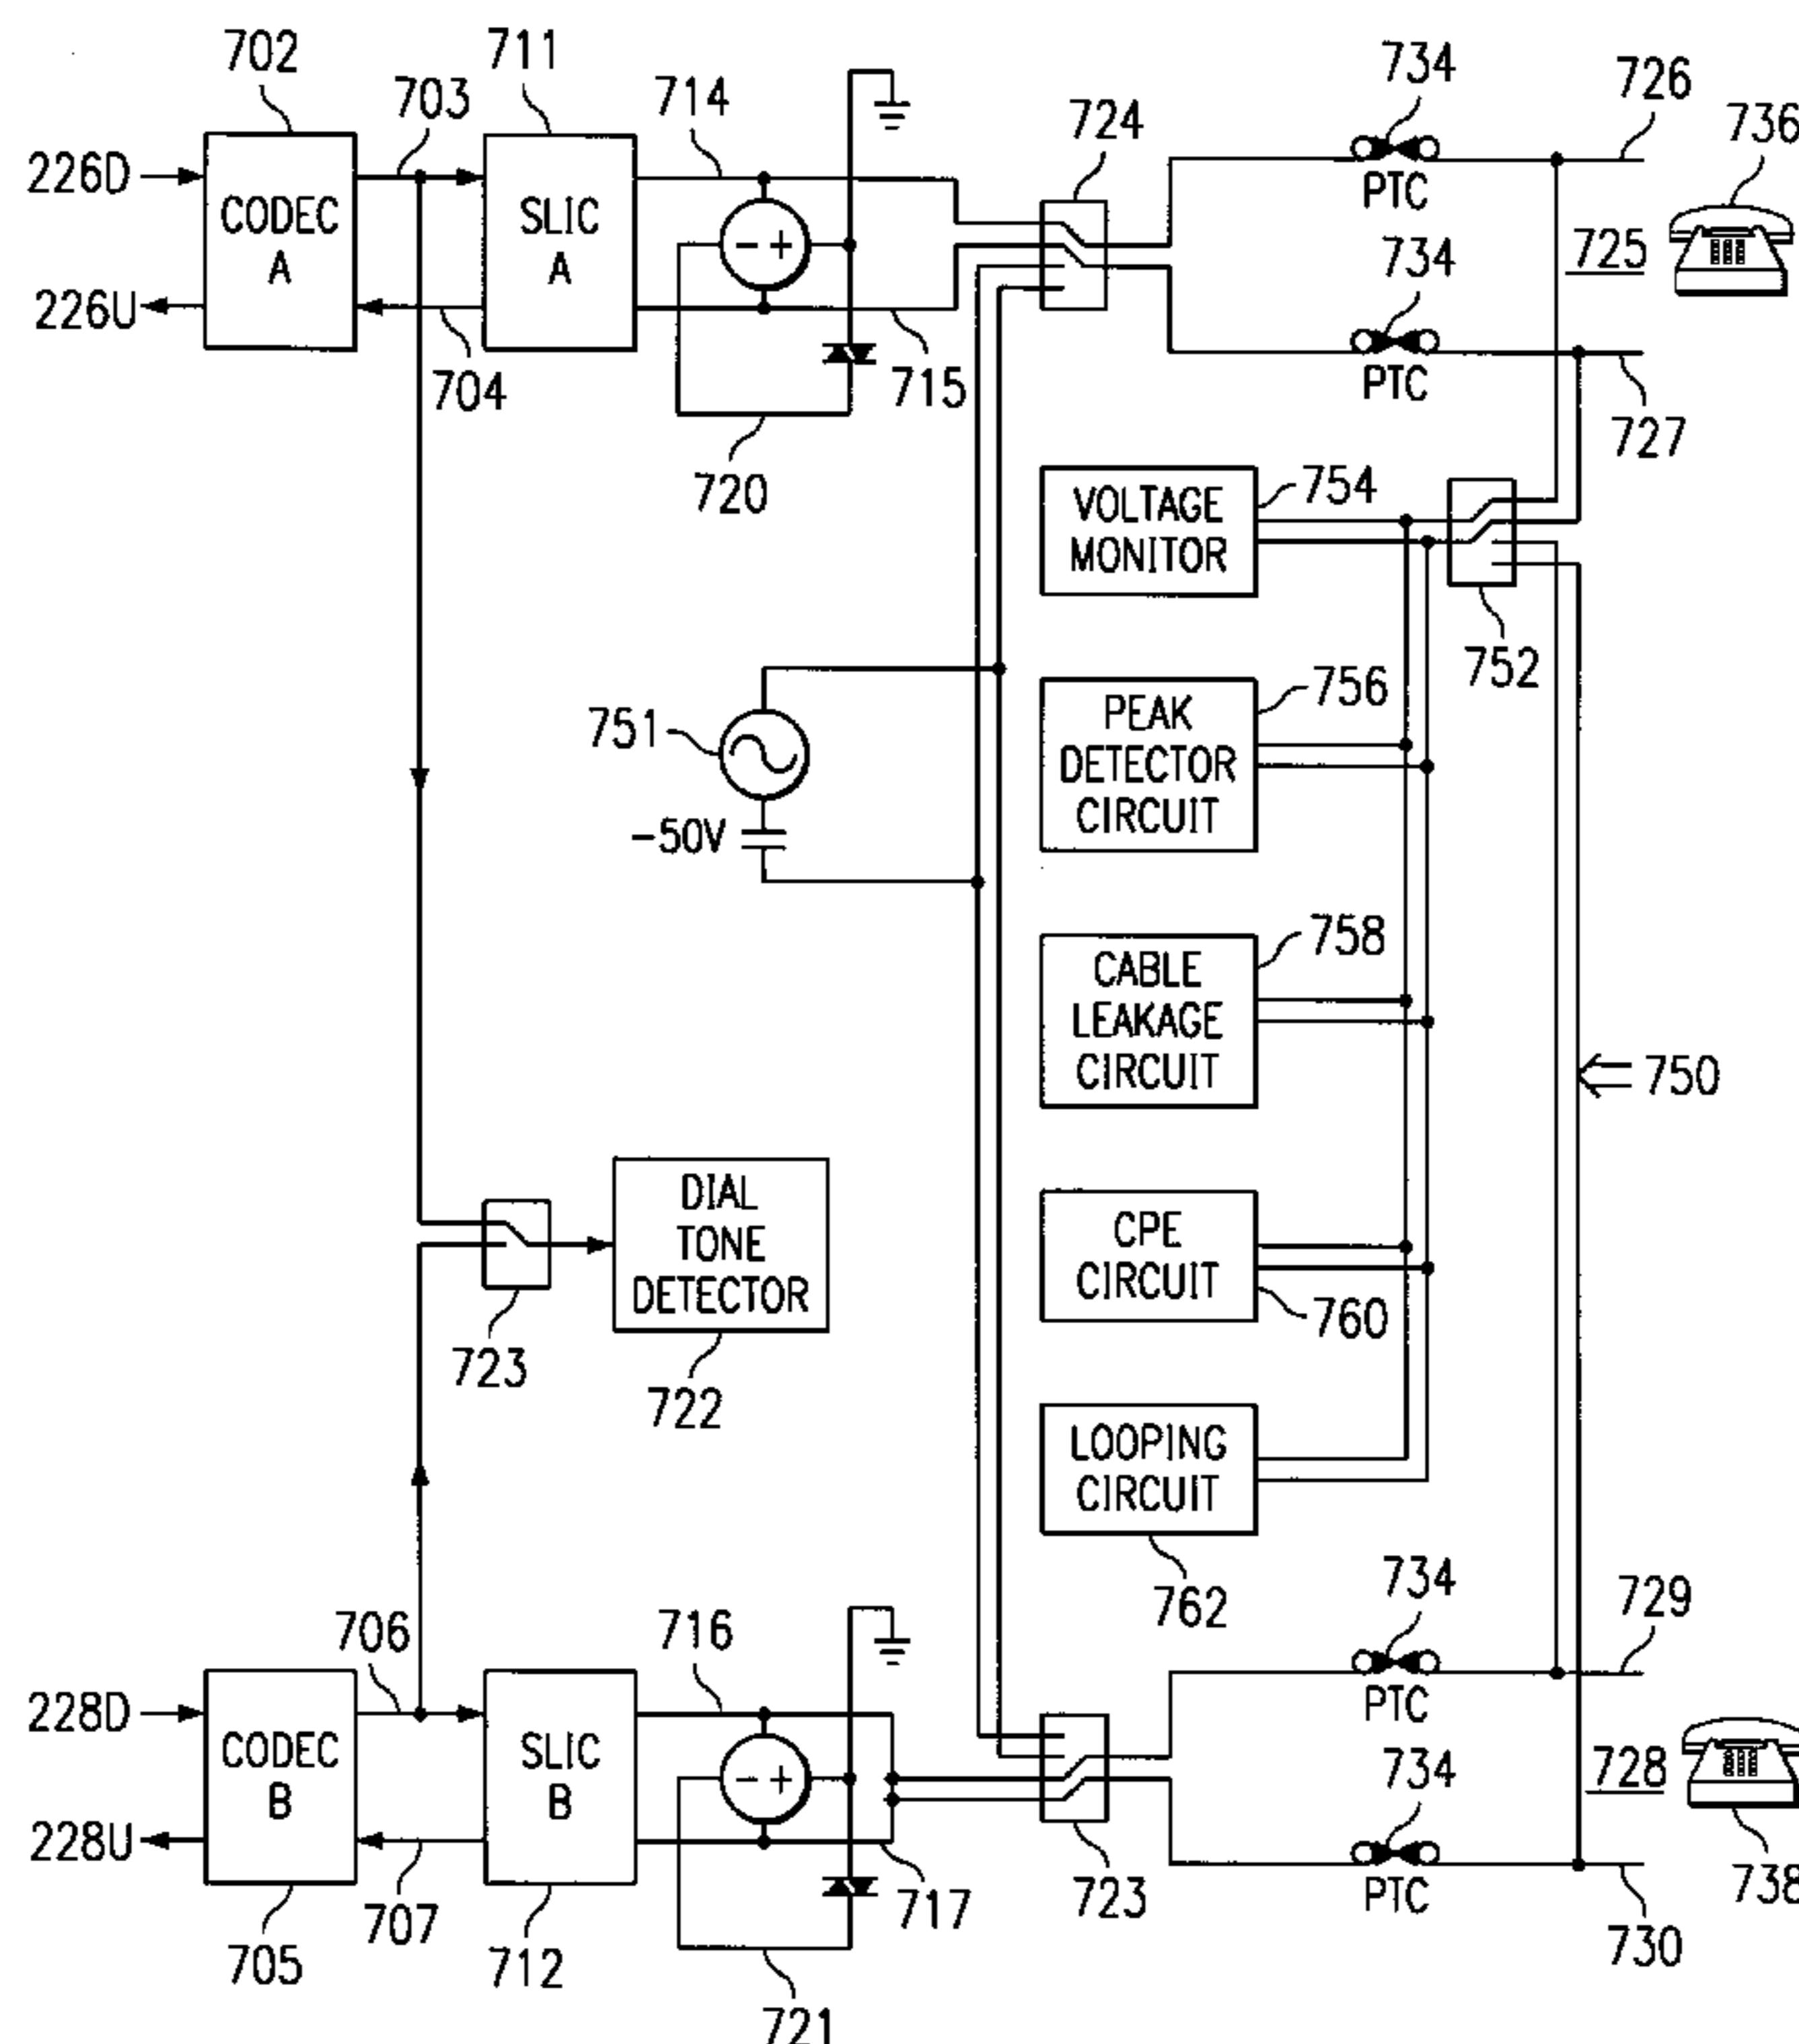 702
703
711
714
724
734
726
736
226D
CODEC
A
SLIC
A
- +
PTC
725
734
226U
704
715
PTC
727
720
VOLTAGE
MONITOR
754
752
751
-50V
PEAK
DETECTOR
CIRCUIT
756
CABLE
LEAKAGE
CIRCUIT
758
750
DIAL
TONE
DETECTOR
723
722
CPE
CIRCUIT
760
LOOPING
CIRCUIT
762
706
716
734
729
228D
CODEC
B
SLIC
B
- +
PTC
728
734
228U
707
717
723
PTC
738
705
712
730
721